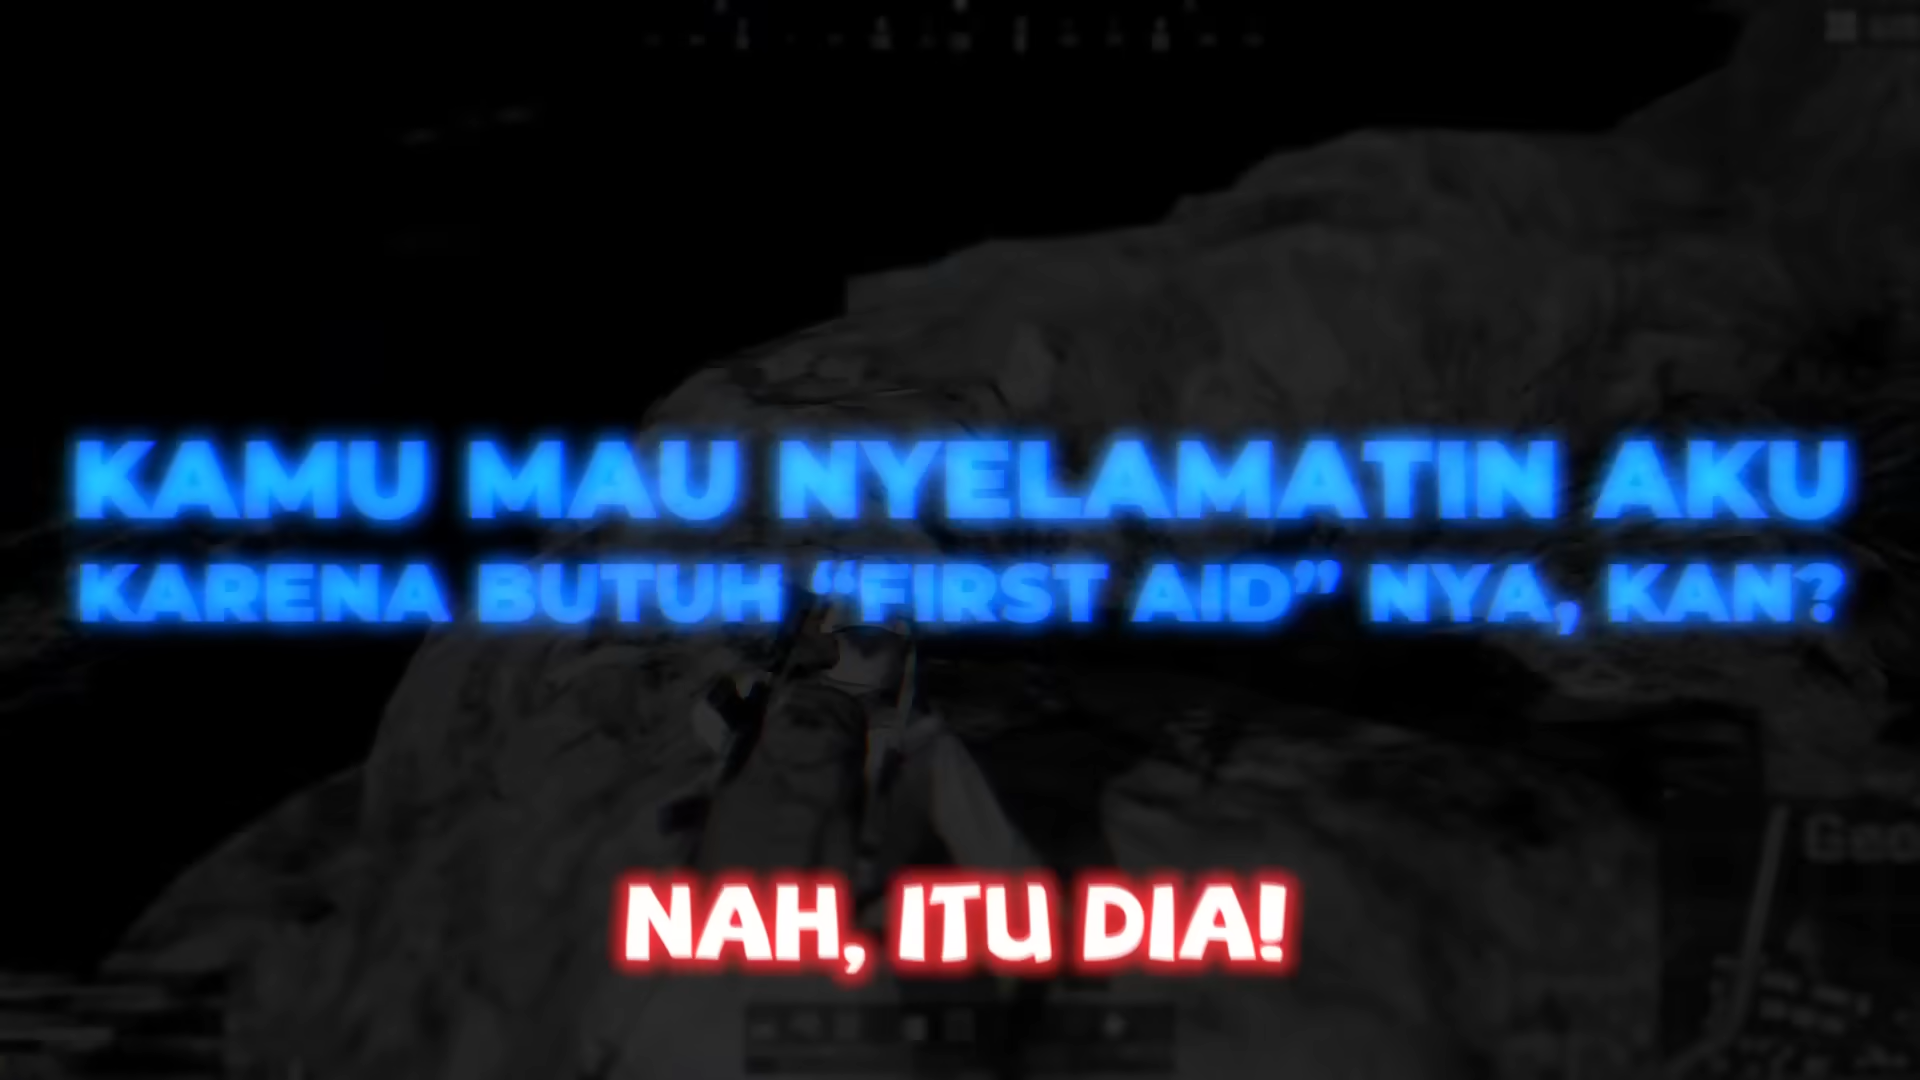 KAMU MAU NYELAMATIN AKU
KARENA BUTUH “FIRST AID” NYA, KAN?
NAH, ITU DIA!